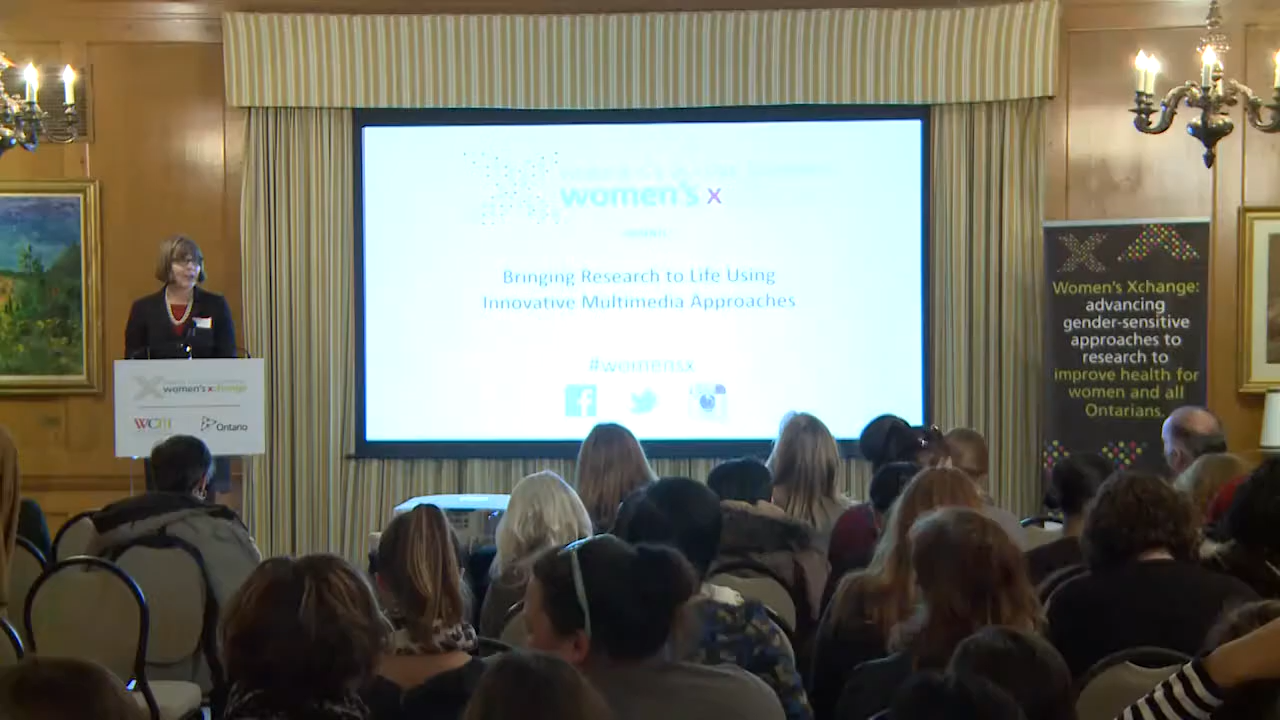 women's x
Bringing Research to Life Using
Innovative Multimedia Approaches
#womensx
women's xchange
Ontario
Women's Xchange:
advancing
gender-sensitive
approaches to
research to
improve health for
women and all
Ontarians.